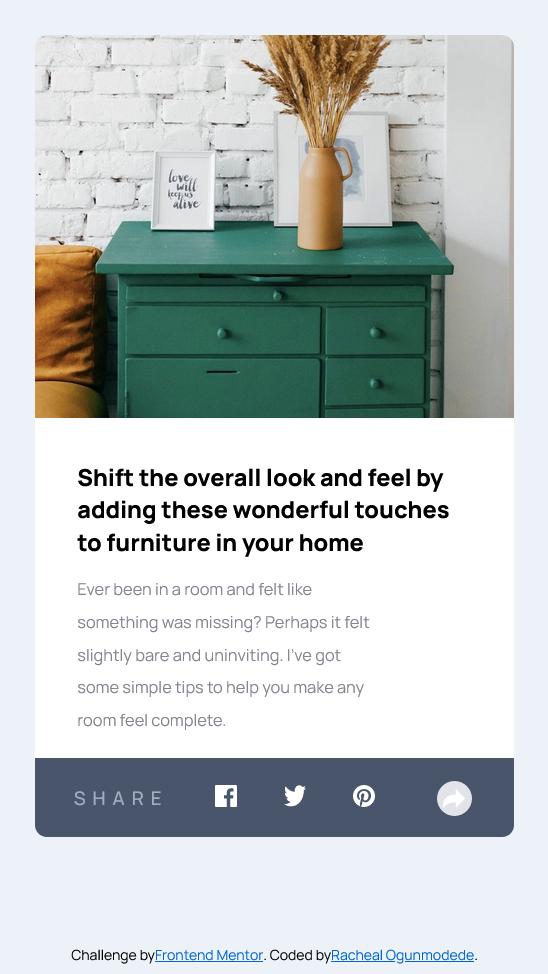 love
will
keep us
alive
Shift the overall look and feel by
adding these wonderful touches
to furniture in your home
Ever been in a room and felt like
something was missing? Perhaps it felt
slightly bare and uninviting. I've got
some simple tips to help you make any
room feel complete.
SHARE
Challenge byFrontend Mentor. Coded byRacheal Ogunmodede.